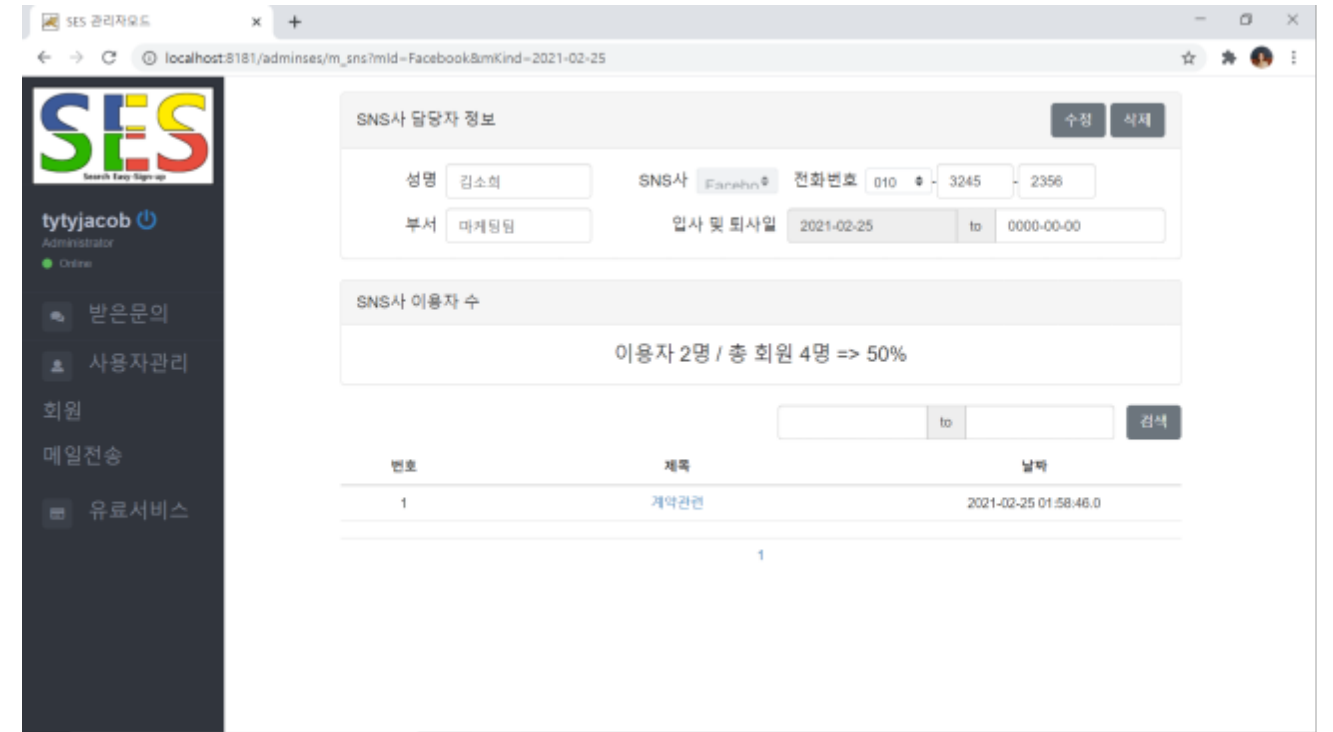 SES 관리자모드
localhost:8181/adminses/m_sns?mId=Facebook&mKind=2021-02-25
SES
Search Easy-Sign-up
tytyjacob
Administrator
Online
받은문의
사용자관리
회원
메일전송
유료서비스
SNS사 담당자 정보
수정 삭제
성명 김소희 SNS사 Facebo 전화번호 010 - 3245 - 2356
부서 마케팅팀 입사 및 퇴사일 2021-02-25 to 0000-00-00
SNS사 이용자 수
이용자 2명 / 총 회원 4명 => 50%
to 검색
번호 제목 날짜
1 계약관련 2021-02-25 01:58:46.0
1